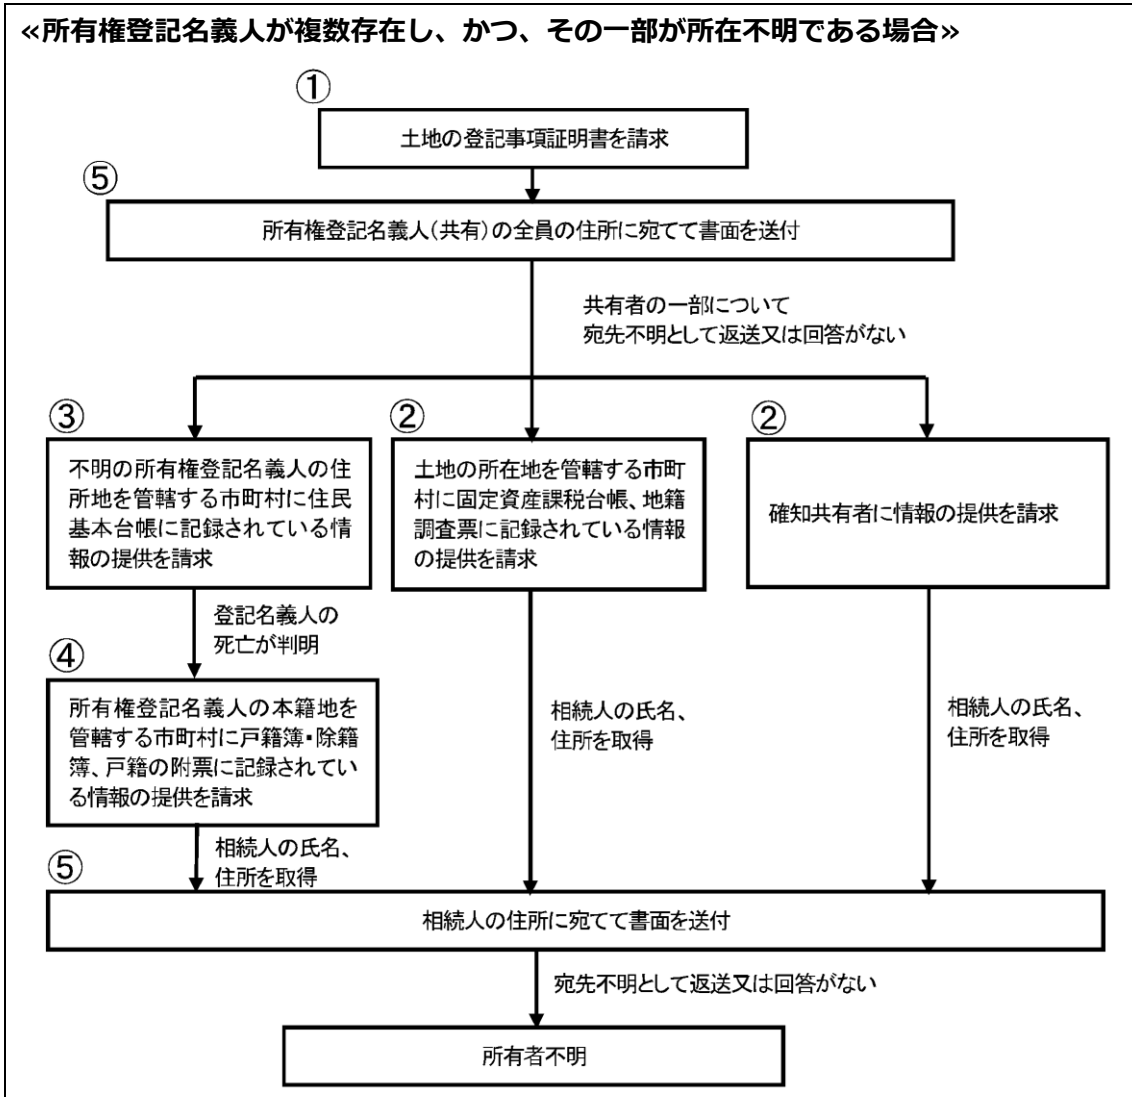 ≪所有権登記名義人が複数存在し、かつ、その一部が所在不明である場合≫
①
土地の登記事項証明書を請求
⑤
所有権登記名義人(共有)の全員の住所に宛てて書面を送付
共有者の一部について
宛先不明として返送又は回答がない
③
不明の所有権登記名義人の住
所地を管轄する市町村に住民
基本台帳に記録されている情
報の提供を請求
②
土地の所在地を管轄する市町
村に固定資産課税台帳、地籍
調査票に記録されている情報
の提供を請求
②
確知共有者に情報の提供を請求
登記名義人の
死亡が判明
④
所有権登記名義人の本籍地を
管轄する市町村に戸籍簿・除籍
簿、戸籍の附票に記録されてい
る情報の提供を請求
相続人の氏名、
住所を取得
相続人の氏名、
住所を取得
相続人の氏名、
住所を取得
⑤
相続人の住所に宛てて書面を送付
宛先不明として返送又は回答がない
所有者不明